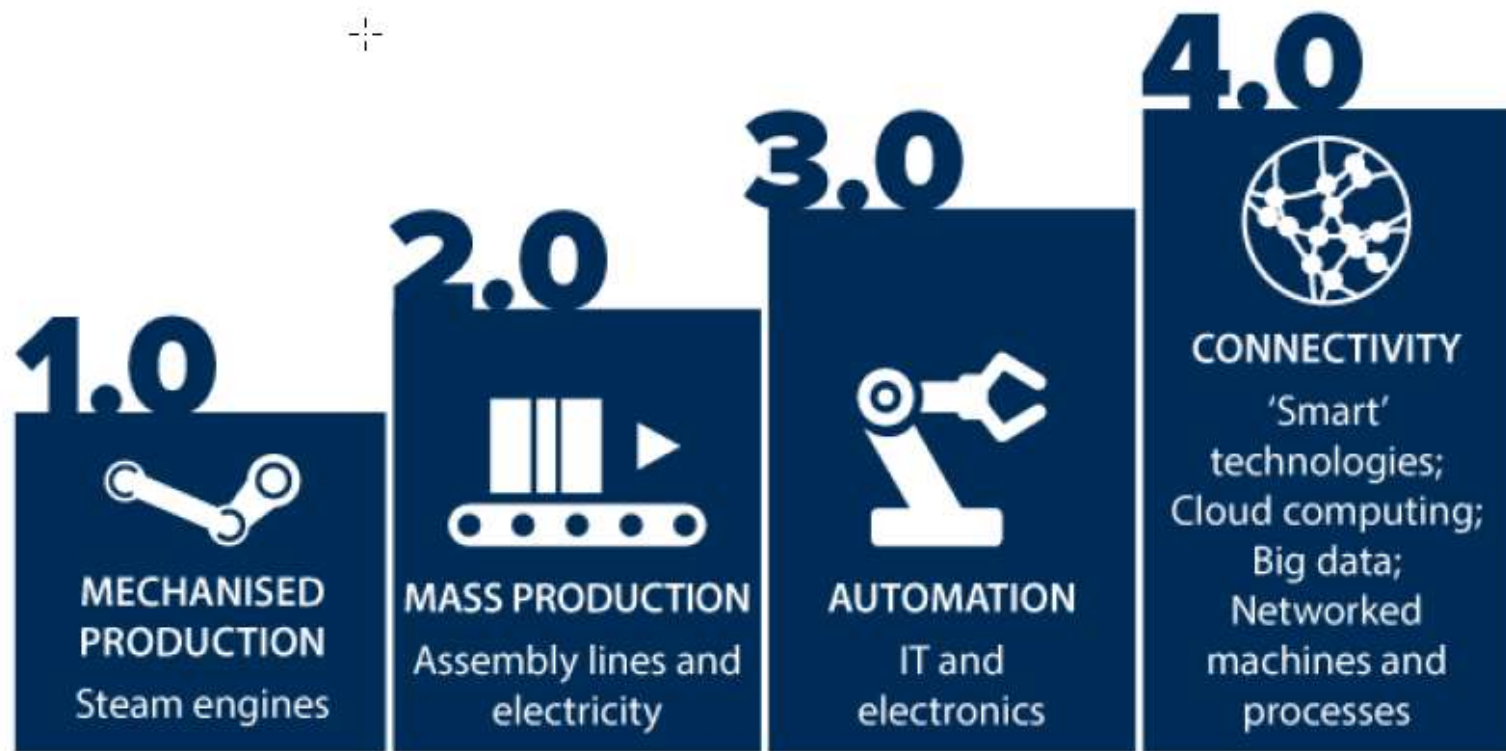 1.0
MECHANISED
PRODUCTION
Steam engines
2.0
MASS PRODUCTION
Assembly lines and
electricity
3.0
AUTOMATION
IT and
electronics
4.0
CONNECTIVITY
‘Smart’
technologies;
Cloud computing;
Big data;
Networked
machines and
processes